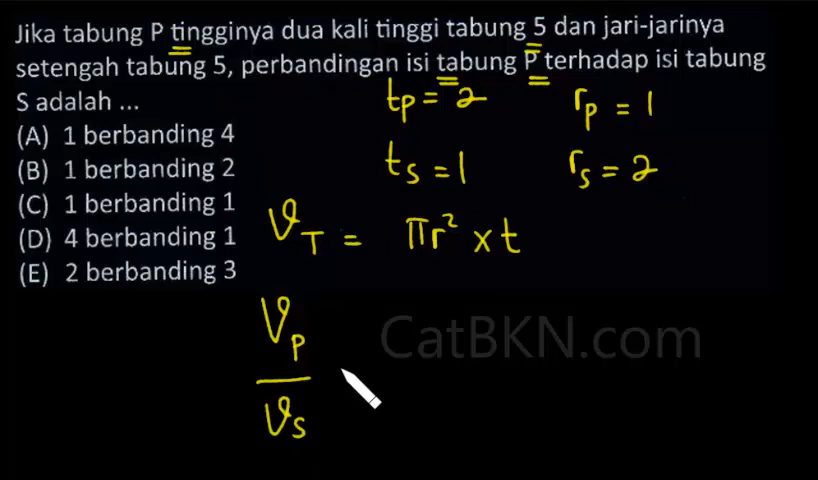 Jika tabung P tingginya dua kali tinggi tabung 5 dan jari-jarinya
setengah tabung 5, perbandingan isi tabung P terhadap isi tabung
S adalah ...
(A) 1 berbanding 4
(B) 1 berbanding 2
(C) 1 berbanding 1
(D) 4 berbanding 1
(E) 2 berbanding 3
tp = 2 rp = 1
ts = 1 rs = 2
VT = πr² x t
Vp
Vs
CatBKN.com